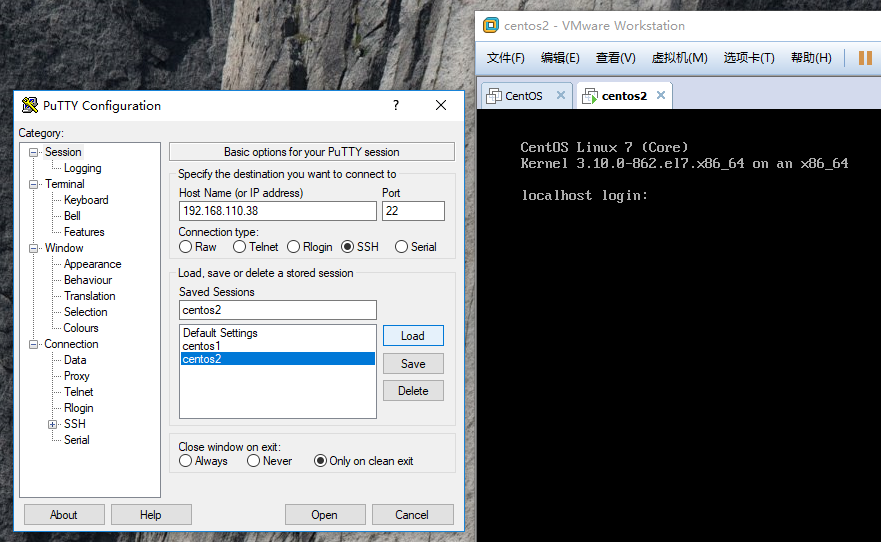 centos2 - VMware Workstation
文件(F) 编辑(E) 查看(V) 虚拟机(M) 选项卡(T) 帮助(H)
CentOS × centos2 ×
CentOS Linux 7 (Core)
Kernel 3.10.0-862.el7.x86_64 on an x86_64
localhost login:
PuTTY Configuration ? ×
Category:
Session
Logging
Terminal
Keyboard
Bell
Features
Window
Appearance
Behaviour
Translation
Selection
Colours
Connection
Data
Proxy
Telnet
Rlogin
SSH
Serial
Basic options for your PuTTY session
Specify the destination you want to connect to
Host Name (or IP address) Port
192.168.110.38 22
Connection type:
Raw Telnet Rlogin SSH Serial
Load, save or delete a stored session
Saved Sessions
centos2
Default Settings
centos1
centos2
Load
Save
Delete
Close window on exit:
Always Never Only on clean exit
About Help Open Cancel